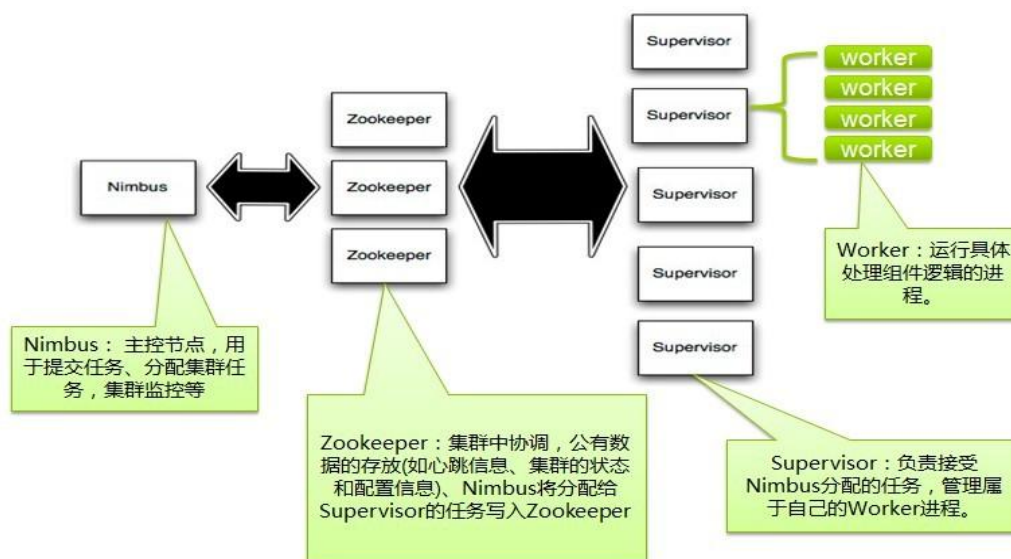 Nimbus
Zookeeper
Zookeeper
Zookeeper
Supervisor
Supervisor
Supervisor
Supervisor
Supervisor
worker
worker
worker
worker
Worker：运行具体
处理组件逻辑的进
程。
Nimbus： 主控节点，用
于提交任务、分配集群任
务，集群监控等
Zookeeper：集群中协调，公有数
据的存放(如心跳信息、集群的状态
和配置信息)、Nimbus将分配给
Supervisor的任务写入Zookeeper
Supervisor：负责接受
Nimbus分配的任务，管理属
于自己的Worker进程。